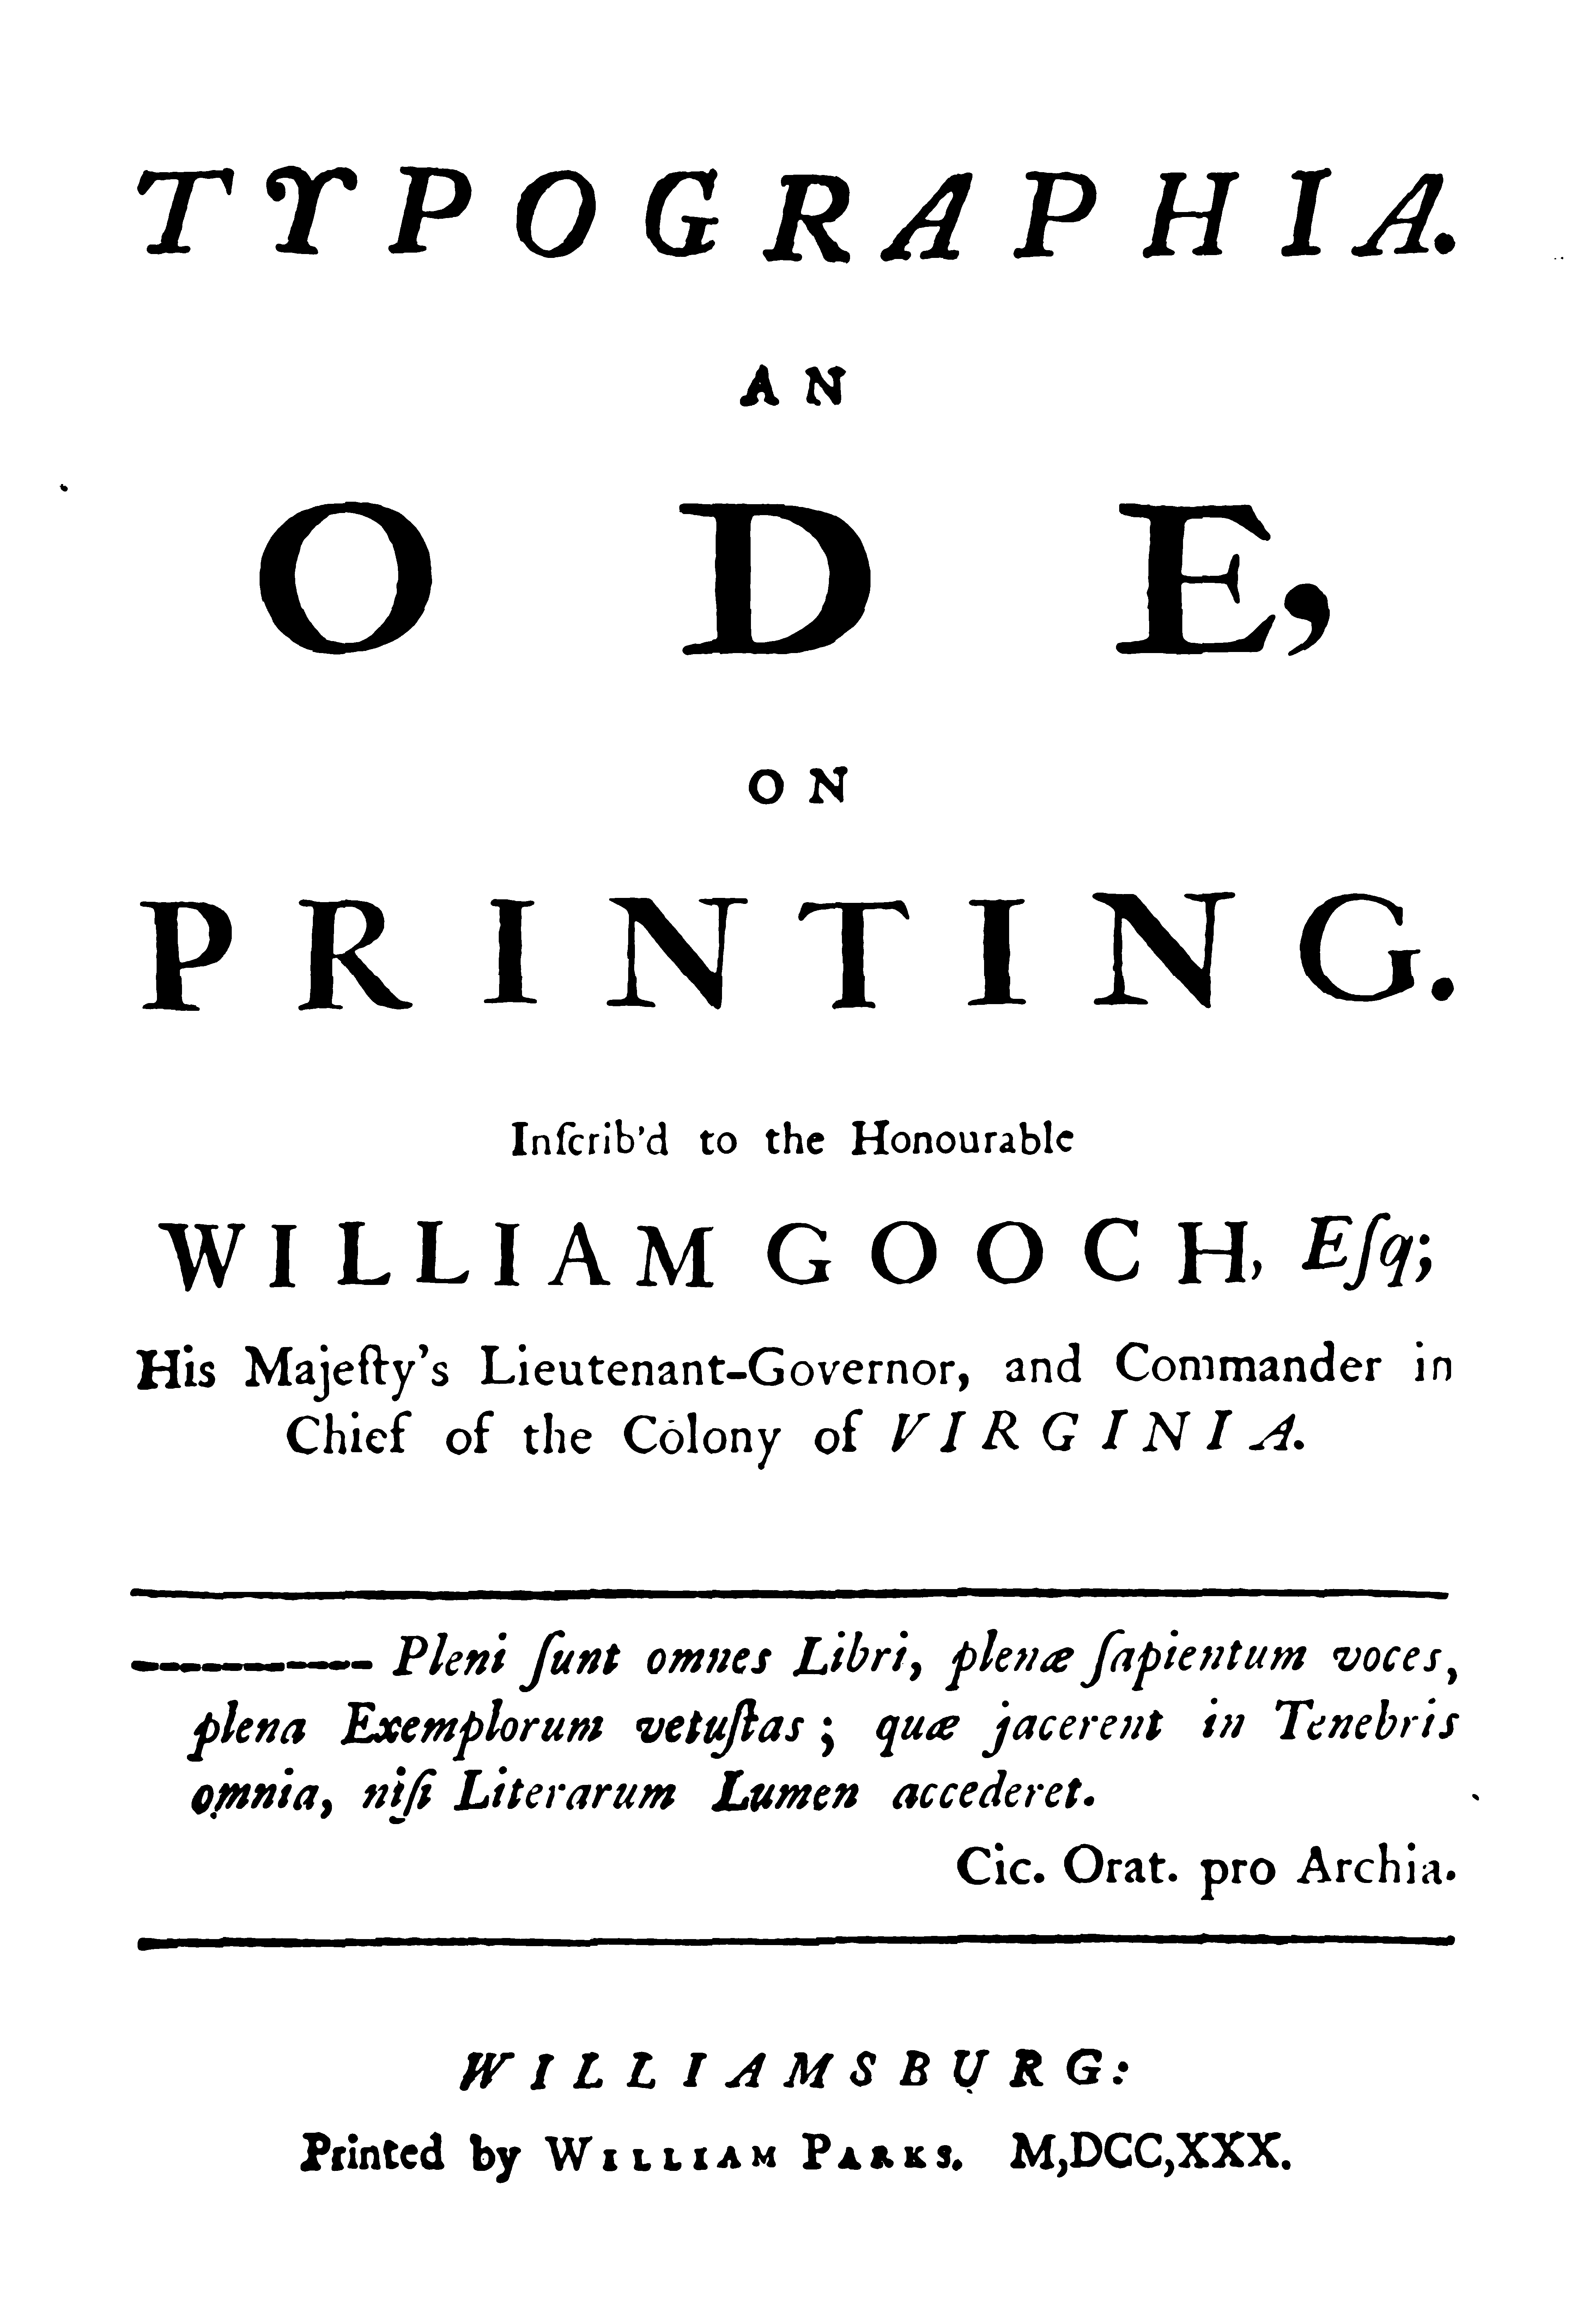 TYPOGRAPHIA.
AN
ODE,
ON
PRINTING.
Inſcrib'd to the Honourable
WILLIAM GOOCH, Eſq;
His Majeſty's Lieutenant-Governor, and Commander in
Chief of the Colony of VIRGINIA.
———— Pleni ſunt omnes Libri, plenæ ſapientum voces,
plena Exemplorum vetuſtas; quæ jacerent in Tenebris
omnia, niſi Literarum Lumen accederet.
Cic. Orat. pro Archia.
WILLIAMSBURG:
Printed by WILLIAM PARKS. M,DCC,XXX.